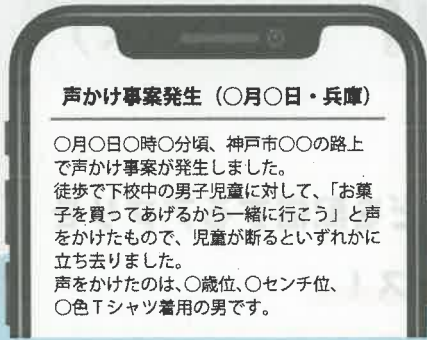 声かけ事案発生（○月○日・兵庫）
○月○日○時○分頃、神戸市○○の路上
で声かけ事案が発生しました。
徒歩で下校中の男子児童に対して、「お菓
子を買ってあげるから一緒に行こう」と声
をかけたもので、児童が断るといずれかに
立ち去りました。
声をかけたのは、○歳位、○センチ位、
○色Ｔシャツ着用の男です。